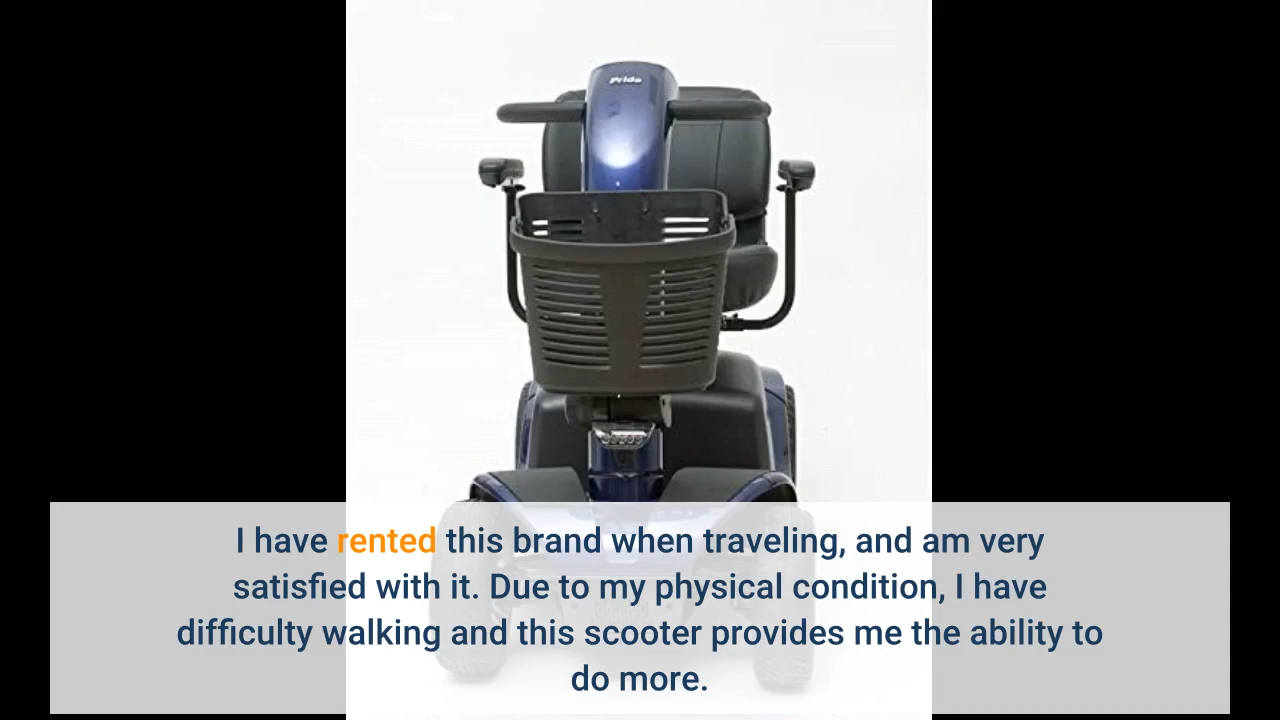 Pride
I have rented this brand when traveling, and am very
satisfied with it. Due to my physical condition, I have
difficulty walking and this scooter provides me the ability to
do more.